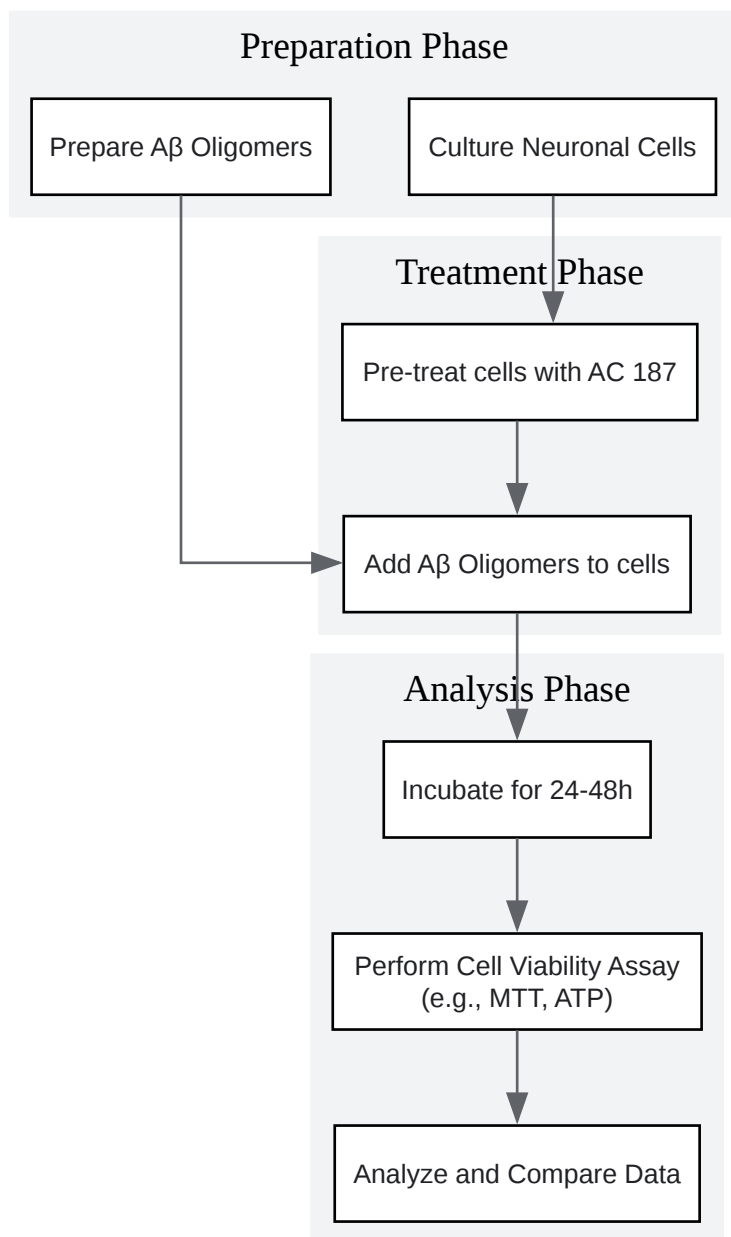 Preparation Phase
Prepare Aβ Oligomers
Culture Neuronal Cells
Treatment Phase
Pre-treat cells with AC 187
Add Aβ Oligomers to cells
Analysis Phase
Incubate for 24-48h
Perform Cell Viability Assay
(e.g., MTT, ATP)
Analyze and Compare Data